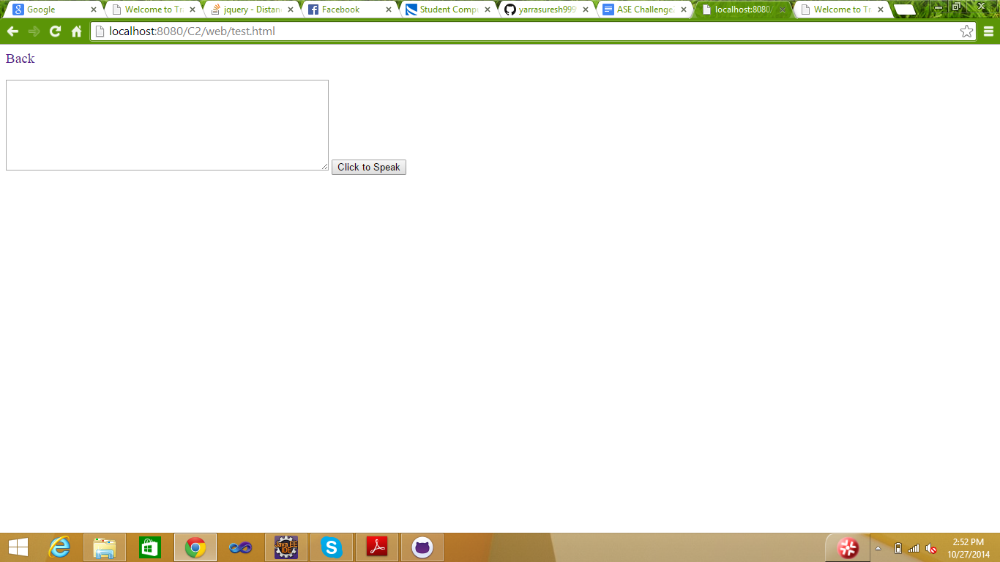 Google
Welcome to Tr
jquery - Distan
Facebook
Student Comp
yarrasuresh999
ASE Challenge
localhost:8080/
Welcome to Tr
localhost:8080/C2/web/test.html
Back
Click to Speak
Java EE
IDE
2:52 PM
10/27/2014